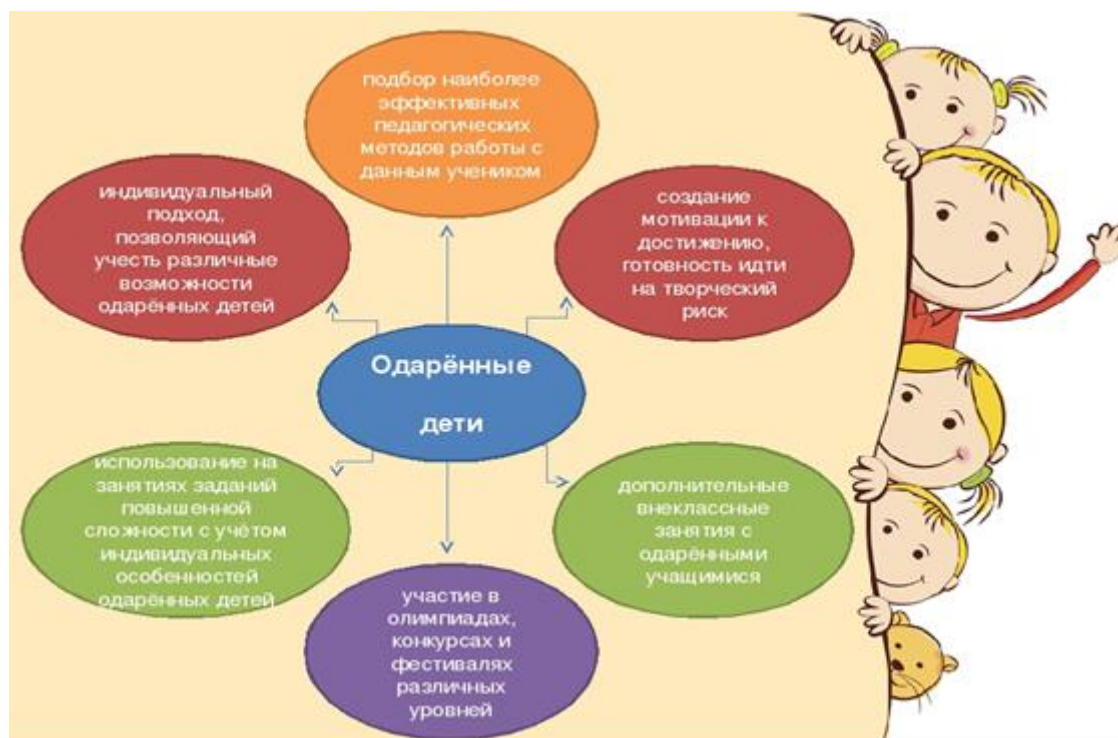 подбор наиболее
эффективных
педагогических
методов работы с
данным учеником
индивидуальный
подход,
позволяющий
учесть различные
возможности
одарённых детей
создание
мотивации к
достижению,
готовность идти
на творческий
риск
Одарённые
дети
использование на
занятиях заданий
повышенной
сложности с учётом
индивидуальных
особенностей
одарённых детей
дополнительные
внеклассные
занятия с
одарёнными
учащимися
участие в
олимпиадах,
конкурсах и
фестивалях
различных
уровней